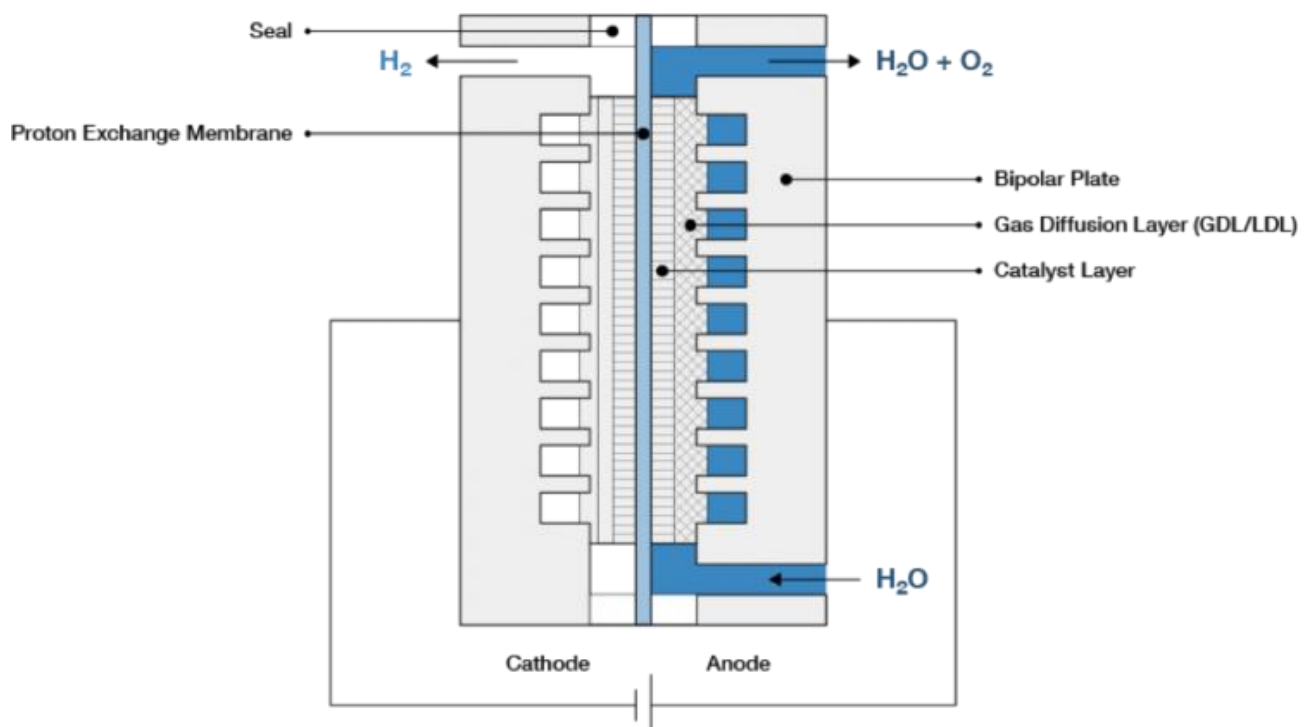 Seal
H₂
H₂O + O₂
Proton Exchange Membrane
Bipolar Plate
Gas Diffusion Layer (GDL/LDL)
Catalyst Layer
H₂O
Cathode
Anode